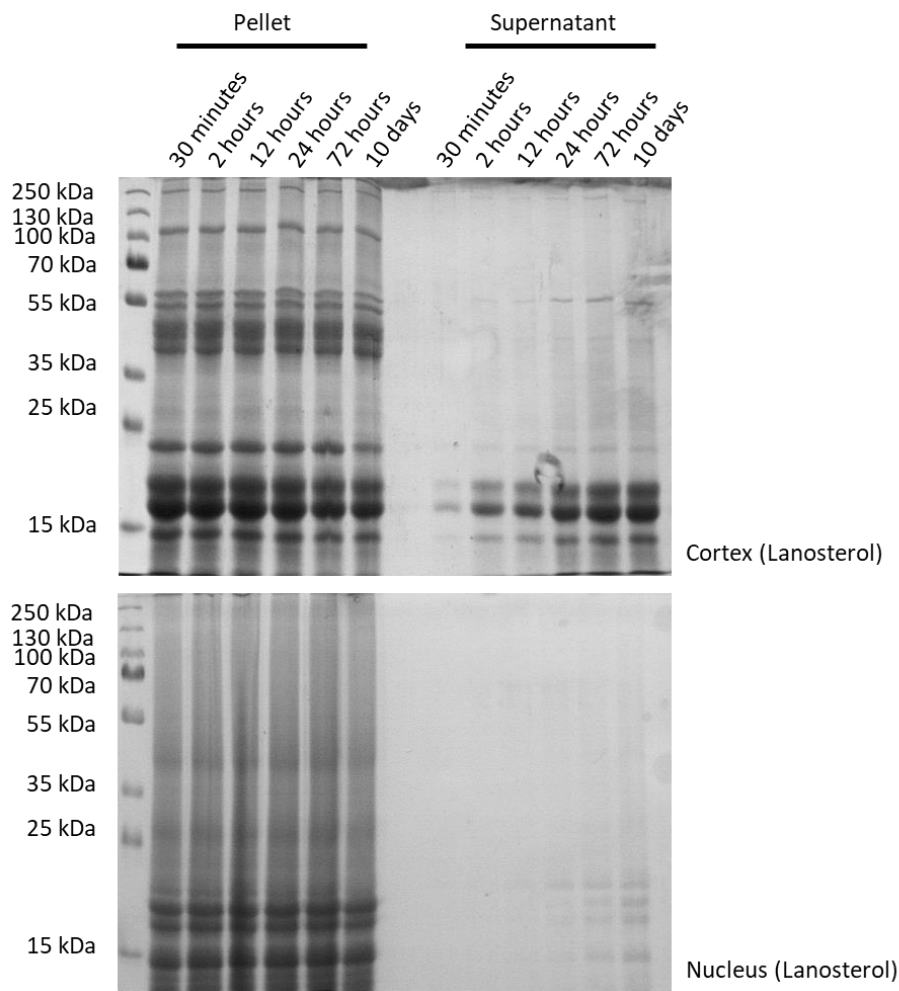 Pellet Supernatant
30 minutes 2 hours 12 hours 24 hours 72 hours 10 days 30 minutes 2 hours 12 hours 24 hours 72 hours 10 days
250 kDa
130 kDa
100 kDa
70 kDa
55 kDa
35 kDa
25 kDa
15 kDa
Cortex (Lanosterol)
250 kDa
130 kDa
100 kDa
70 kDa
55 kDa
35 kDa
25 kDa
15 kDa
Nucleus (Lanosterol)